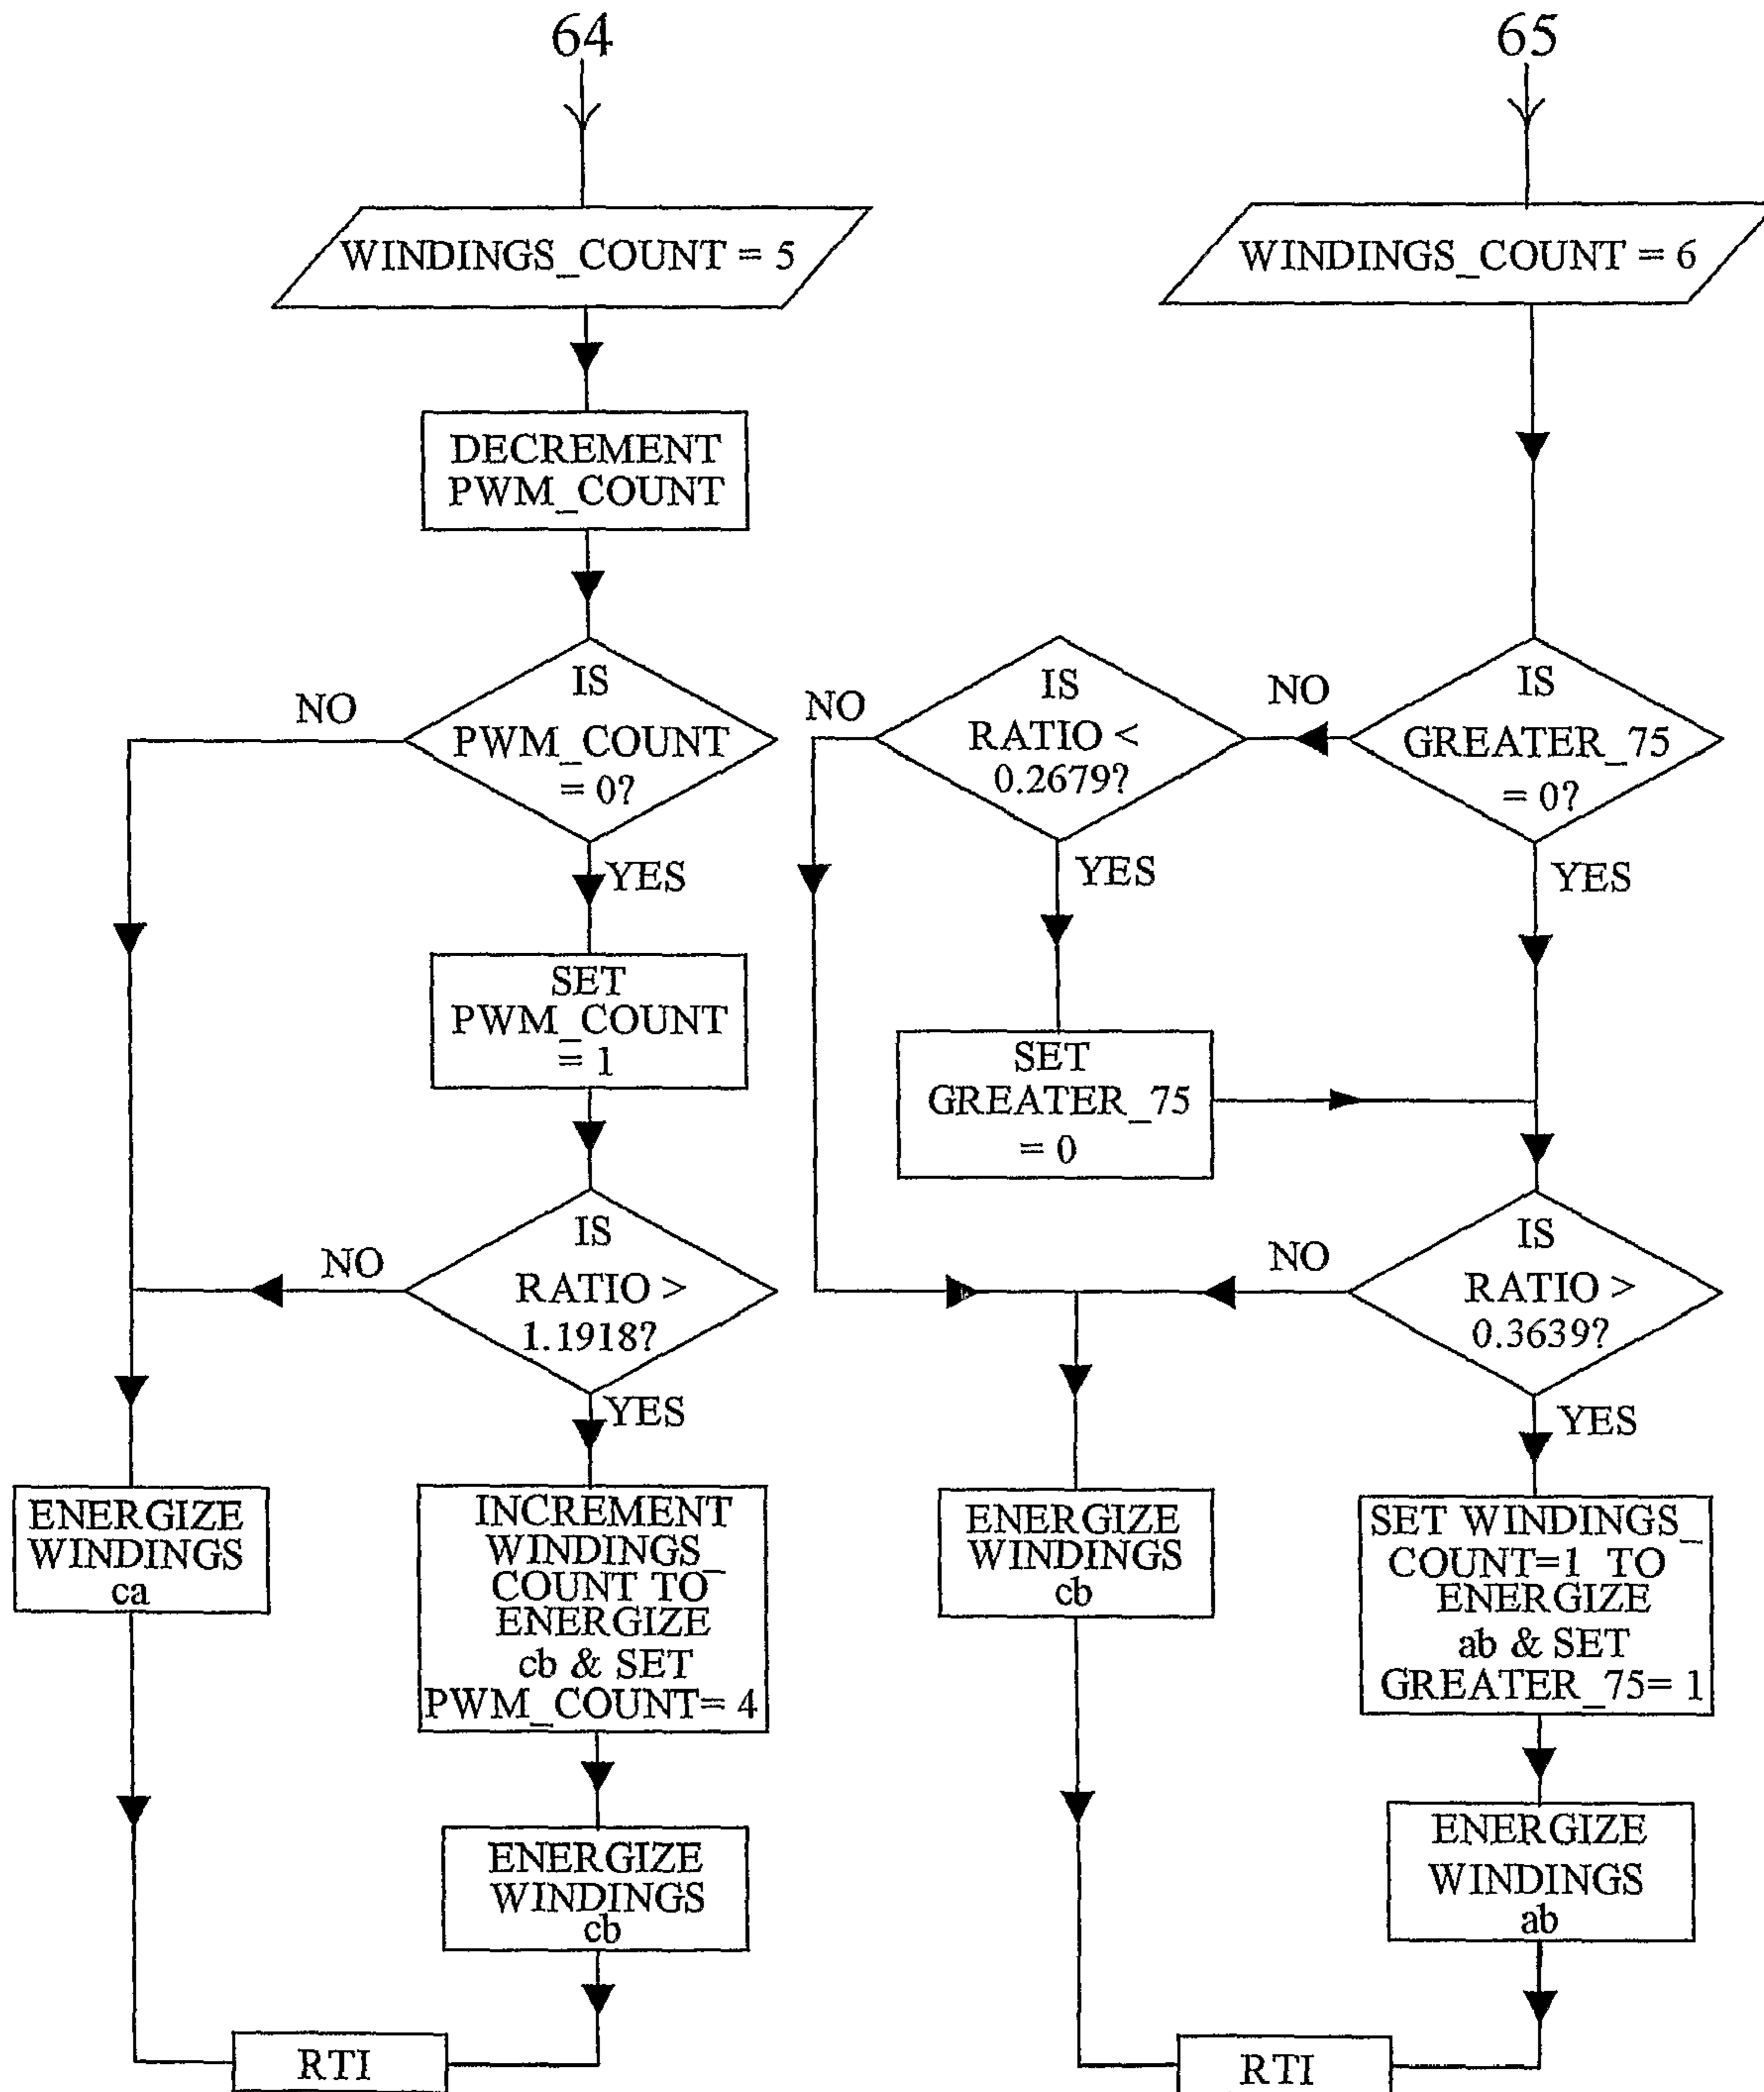 64
WINDINGS_COUNT = 5
DECREMENT
PWM_COUNT
IS
PWM_COUNT
= 0?
NO
YES
SET
PWM_COUNT
= 1
IS
RATIO >
1.1918?
NO
YES
ENERGIZE
WINDINGS
ca
INCREMENT
WINDINGS_
COUNT TO
ENERGIZE
cb & SET
PWM_COUNT= 4
ENERGIZE
WINDINGS
cb
RTI
65
WINDINGS_COUNT = 6
IS
GREATER_75
= 0?
NO
YES
IS
RATIO <
0.2679?
NO
YES
SET
GREATER_75
= 0
IS
RATIO >
0.3639?
NO
YES
ENERGIZE
WINDINGS
cb
SET WINDINGS_
COUNT=1 TO
ENERGIZE
ab & SET
GREATER_75= 1
ENERGIZE
WINDINGS
ab
RTI